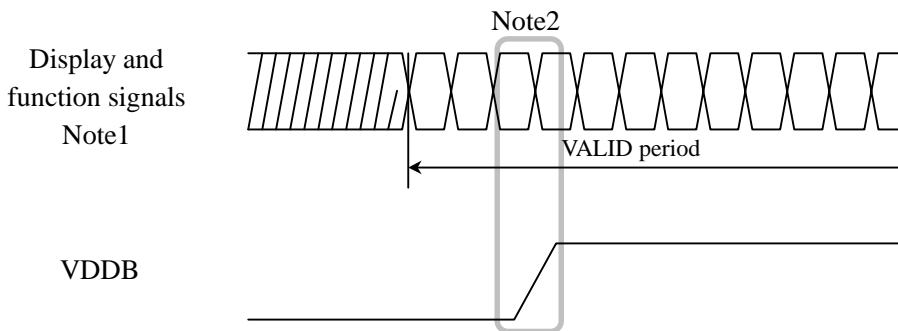 Note2
Display and
function signals
Note1
VALID period
VDDB